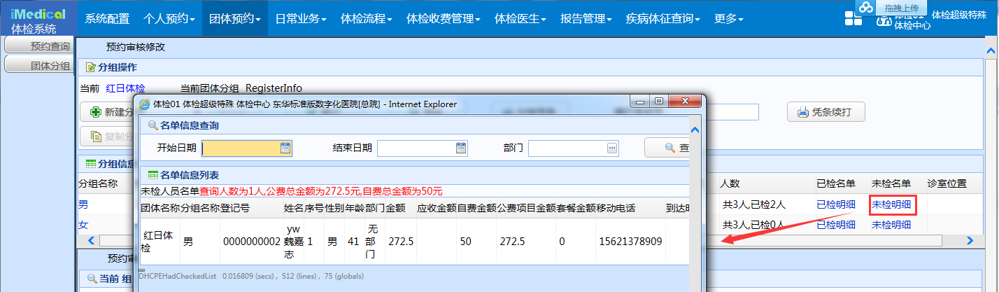 iMedical
体检系统
系统配置 个人预约 团体预约 日常业务 体检流程 体检收费管理 体检医生 报告管理 疾病体征查询 更多
拖拽上传
体检01 体检超级特殊
体检中心
预约查询
团体分组
预约审核修改
分组操作
当前 红日体检 当前团体分组 RegisterInfo
新建分
凭条续打
复制分
体检01 体检超级特殊 体检中心 东华标准版数字化医院[总院] - Internet Explorer
名单信息查询
开始日期 结束日期 部门 查
名单信息列表
未检人员名单查询人数为1人,公费总金额为272.5元,自费总金额为50元
团体名称 分组名称 登记号 姓名 序号 性别 年龄 部门 金额 应收金额 自费金额 公费项目金额 套餐金额 移动电话 到达时
红日体检 男 0000000002 yw魏嘉志 1 男 41 无部门 272.5 50 272.5 0 15621378909
DHCPEHadCheckedList 0.016809 (secs) , 512 (lines) , 75 (globals)
分组信息
分组名称 人数 已检名单 未检名单 诊室位置
男 共3人,已检2人 已检明细 未检明细
女 共3人,已检0人 已检明细 未检明细
预约审
当前 组